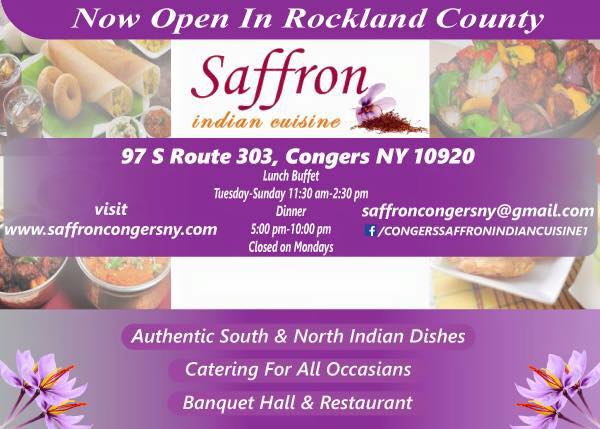 Now Open In Rockland County
Saffron
indian cuisine
97 S Route 303, Congers NY 10920
Lunch Buffet
Tuesday-Sunday 11:30 am-2:30 pm
Dinner
5:00 pm-10:00 pm
Closed on Mondays
visit
www.saffroncongersny.com
saffroncongersny@gmail.com
f /CONGERSSAFFRONINDIANCUISINE1
Authentic South & North Indian Dishes
Catering For All Occasions
Banquet Hall & Restaurant